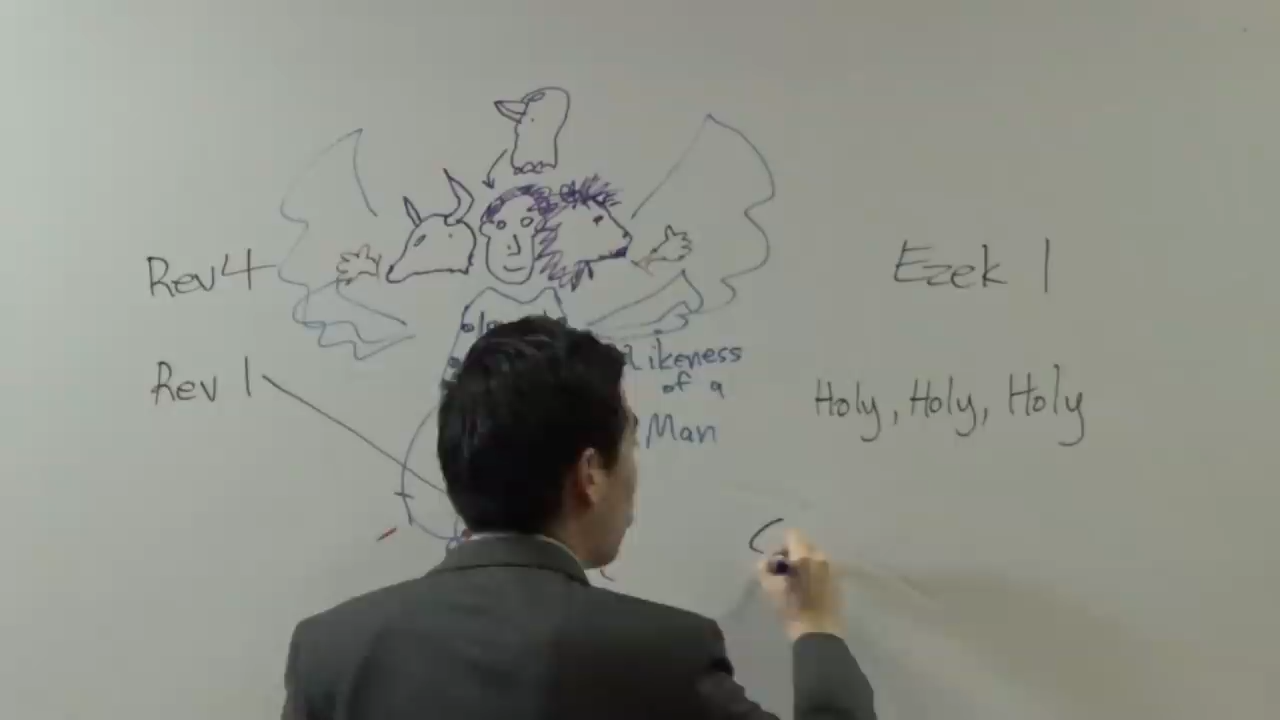 Rev 4
Rev 1
Likeness
of a
Man
Ezek 1
Holy, Holy, Holy